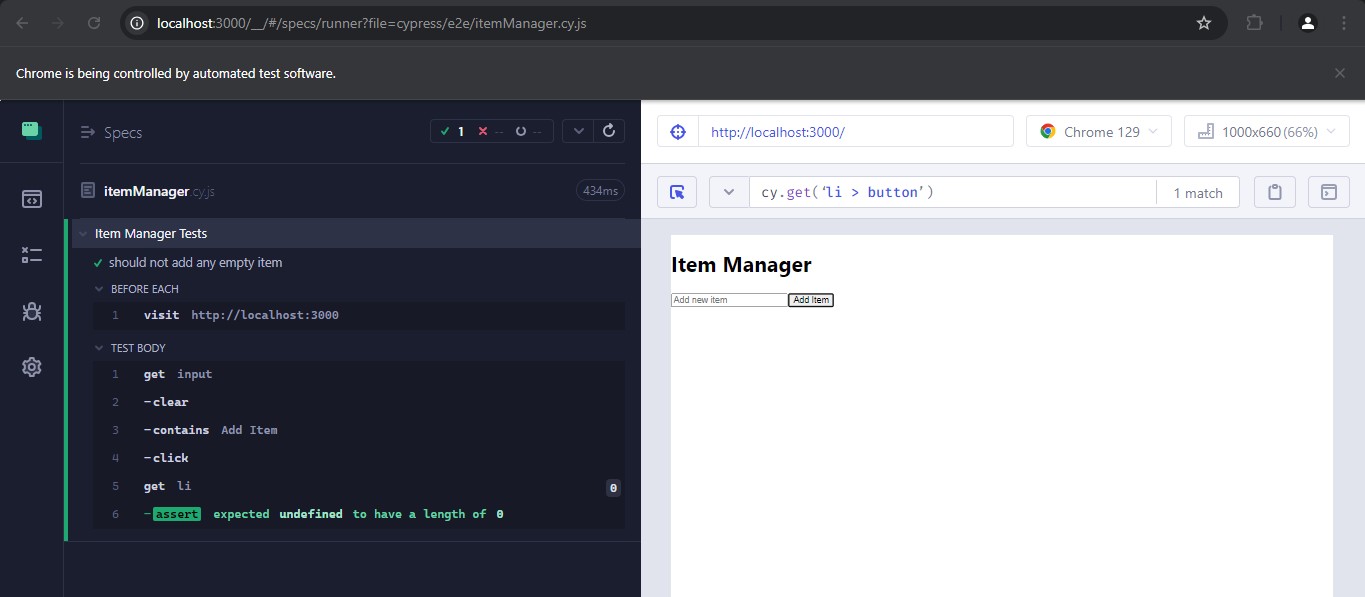 localhost:3000/__/#/specs/runner?file=cypress/e2e/itemManager.cy.js
Chrome is being controlled by automated test software.
Specs
1 -- --
itemManager cy.js
434ms
Item Manager Tests
should not add any empty item
BEFORE EACH
1 visit http://localhost:3000
TEST BODY
1 get input
2 -clear
3 -contains Add Item
4 -click
5 get li 0
6 -assert expected undefined to have a length of 0
http://localhost:3000/
Chrome 129
1000x660 (66%)
cy.get(‘li > button’)
1 match
Item Manager
Add new item
Add Item